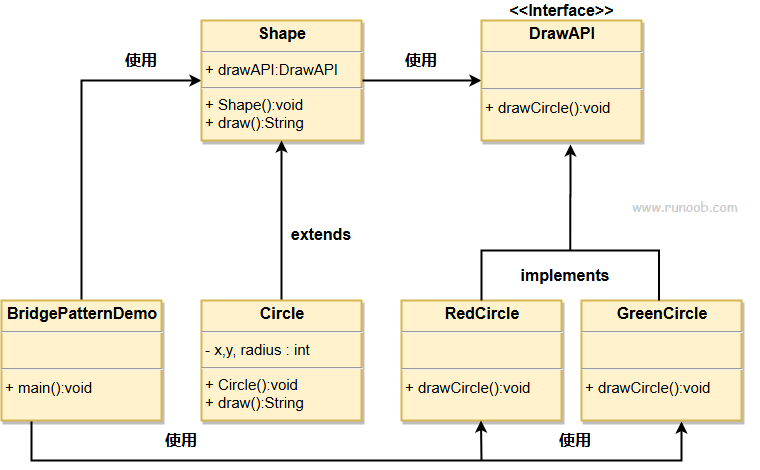 <<Interface>>
Shape
DrawAPI
使用
+ drawAPI:DrawAPI
使用
+ Shape():void
+ draw():String
+ drawCircle():void
www.runoob.com
extends
implements
BridgePatternDemo
Circle
RedCircle
GreenCircle
- x,y, radius : int
+ main():void
+ Circle():void
+ draw():String
+ drawCircle():void
+ drawCircle():void
使用
使用